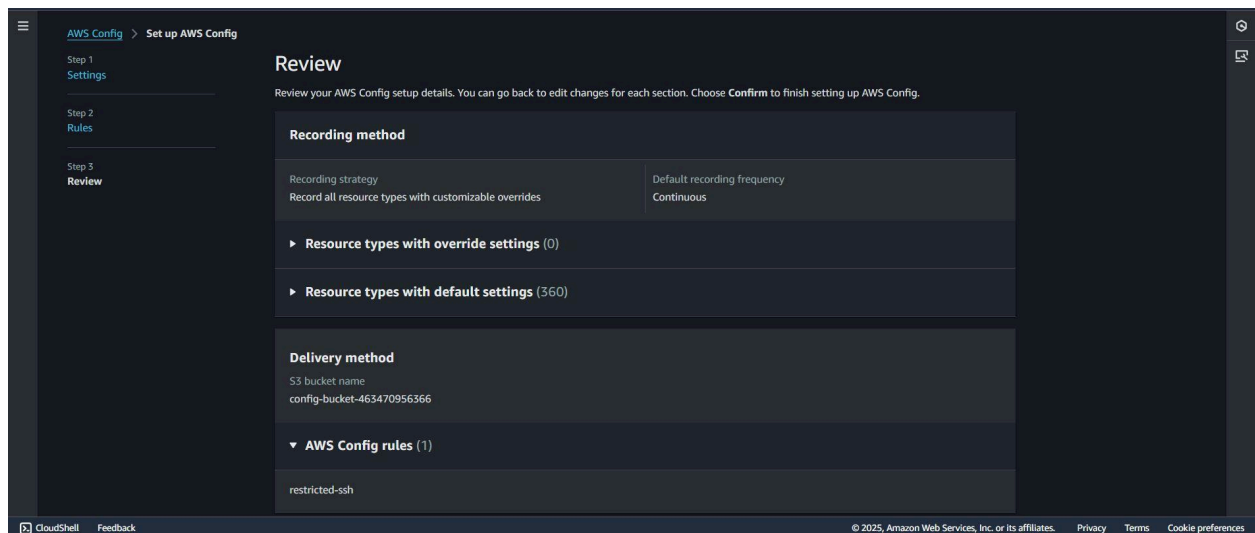 AWS Config > Set up AWS Config
Step 1
Settings
Step 2
Rules
Step 3
Review
Review
Review your AWS Config setup details. You can go back to edit changes for each section. Choose Confirm to finish setting up AWS Config.
Recording method
Recording strategy
Record all resource types with customizable overrides
Default recording frequency
Continuous
Resource types with override settings (0)
Resource types with default settings (360)
Delivery method
S3 bucket name
config-bucket-463470956366
AWS Config rules (1)
restricted-ssh
CloudShell Feedback © 2025, Amazon Web Services, Inc. or its affiliates. Privacy Terms Cookie preferences